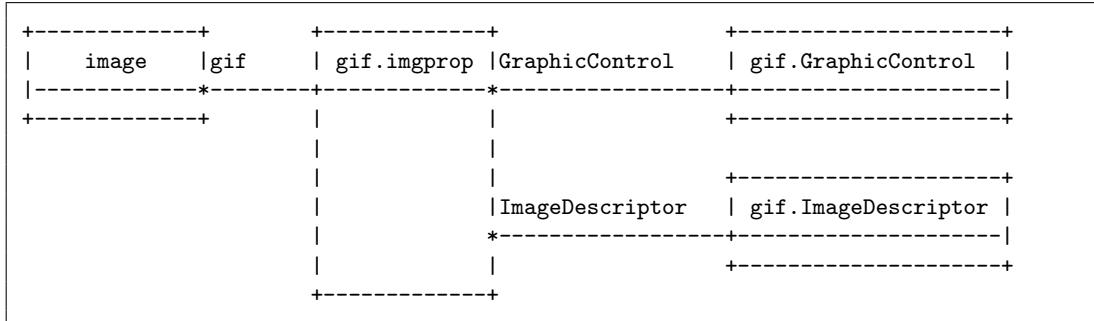 +-------------+ +-------------+ +---------------------+
| image |gif | gif.imgprop |GraphicControl | gif.GraphicControl |
|-------------*--------+-------------*------------------+---------------------|
+-------------+ | | +---------------------+
| |
| | +---------------------+
| |ImageDescriptor | gif.ImageDescriptor |
| *------------------+---------------------|
| | +---------------------+
+-------------+